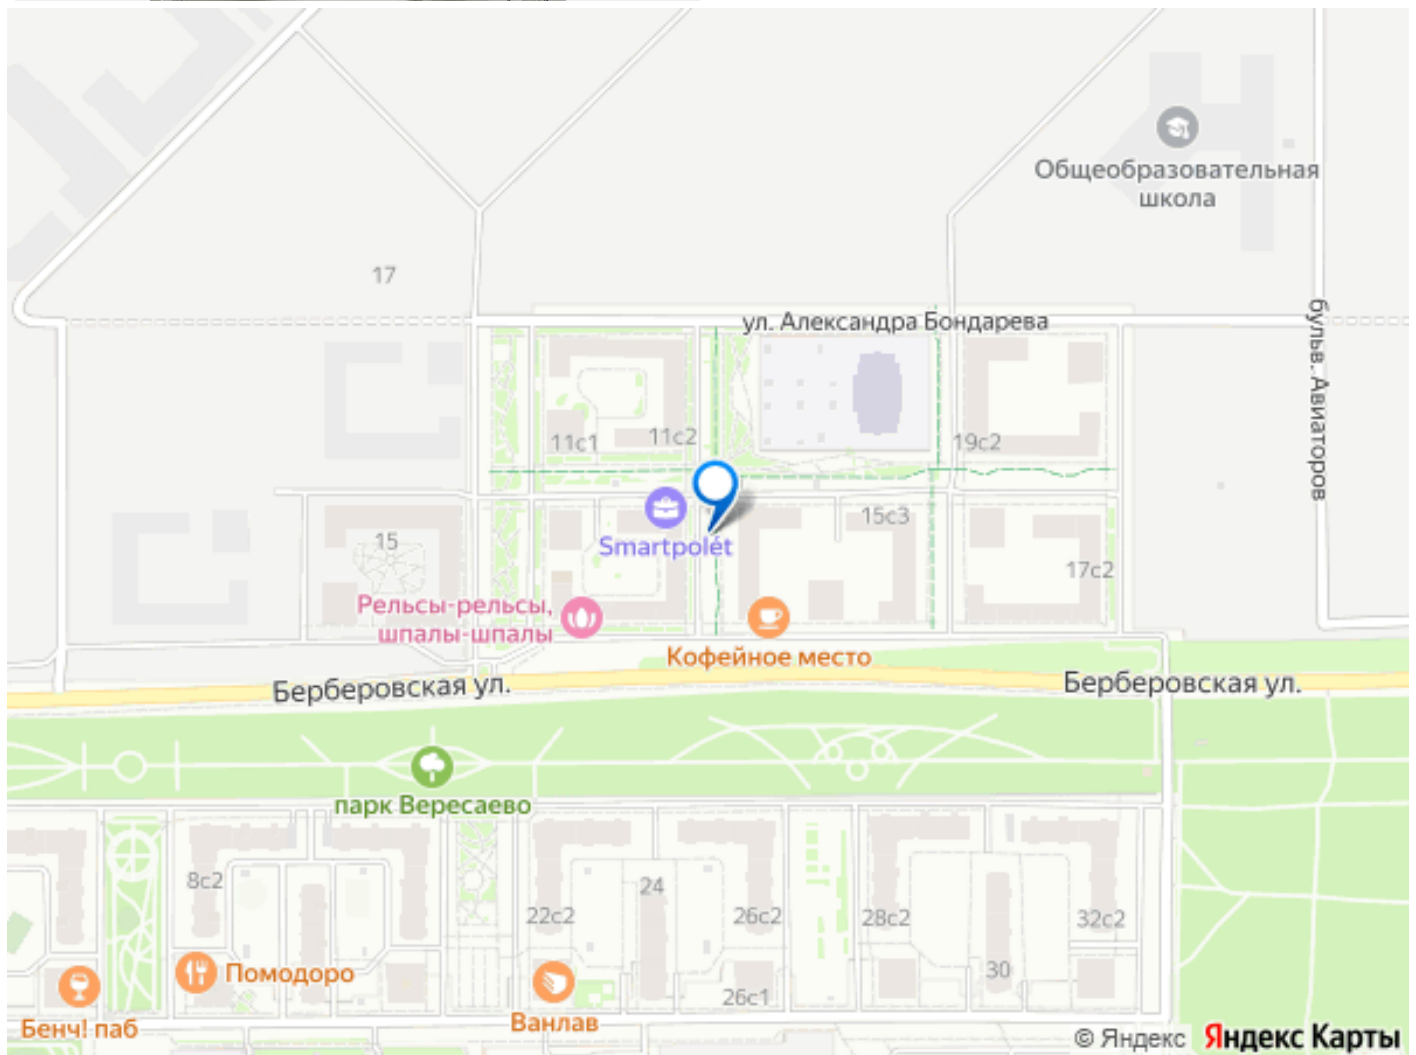 Общеобразовательная
школа
17
ул. Александра Бондарева
бульв. Авиаторов
11с1
11с2
19с2
15
Smartpolét
15с3
17с2
Рельсы-рельсы,
шпалы-шпалы
Кофейное место
Берберовская ул.
Берберовская ул.
парк Вересаево
8с2
24
22с2
26с2
28с2
32с2
Помодоро
30
26с1
Бенч! паб
Ванлав
© Яндекс Яндекс Карты